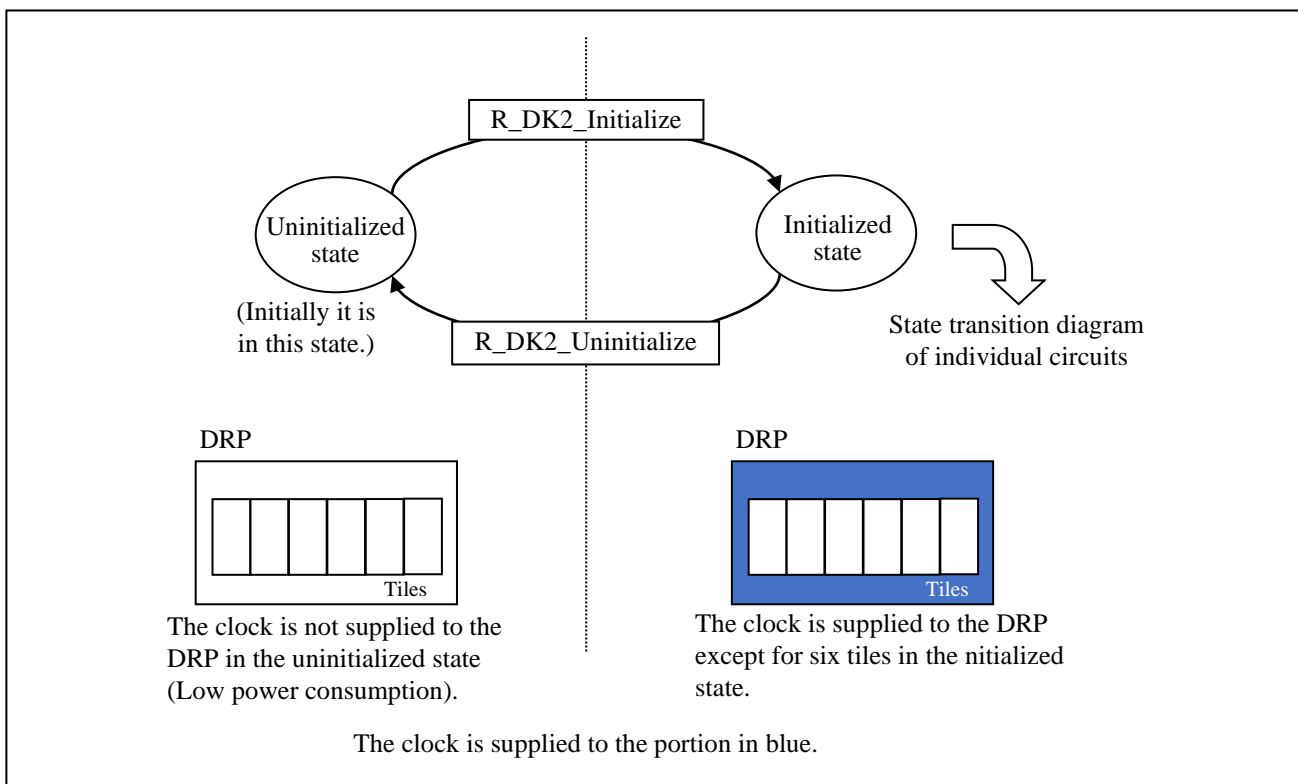 R_DK2_Initialize
Uninitialized
state
Initialized
state
(Initially it is
in this state.)
R_DK2_Uninitialize
State transition diagram
of individual circuits
DRP
Tiles
The clock is not supplied to the
DRP in the uninitialized state
(Low power consumption).
DRP
Tiles
The clock is supplied to the DRP
except for six tiles in the nitialized
state.
The clock is supplied to the portion in blue.